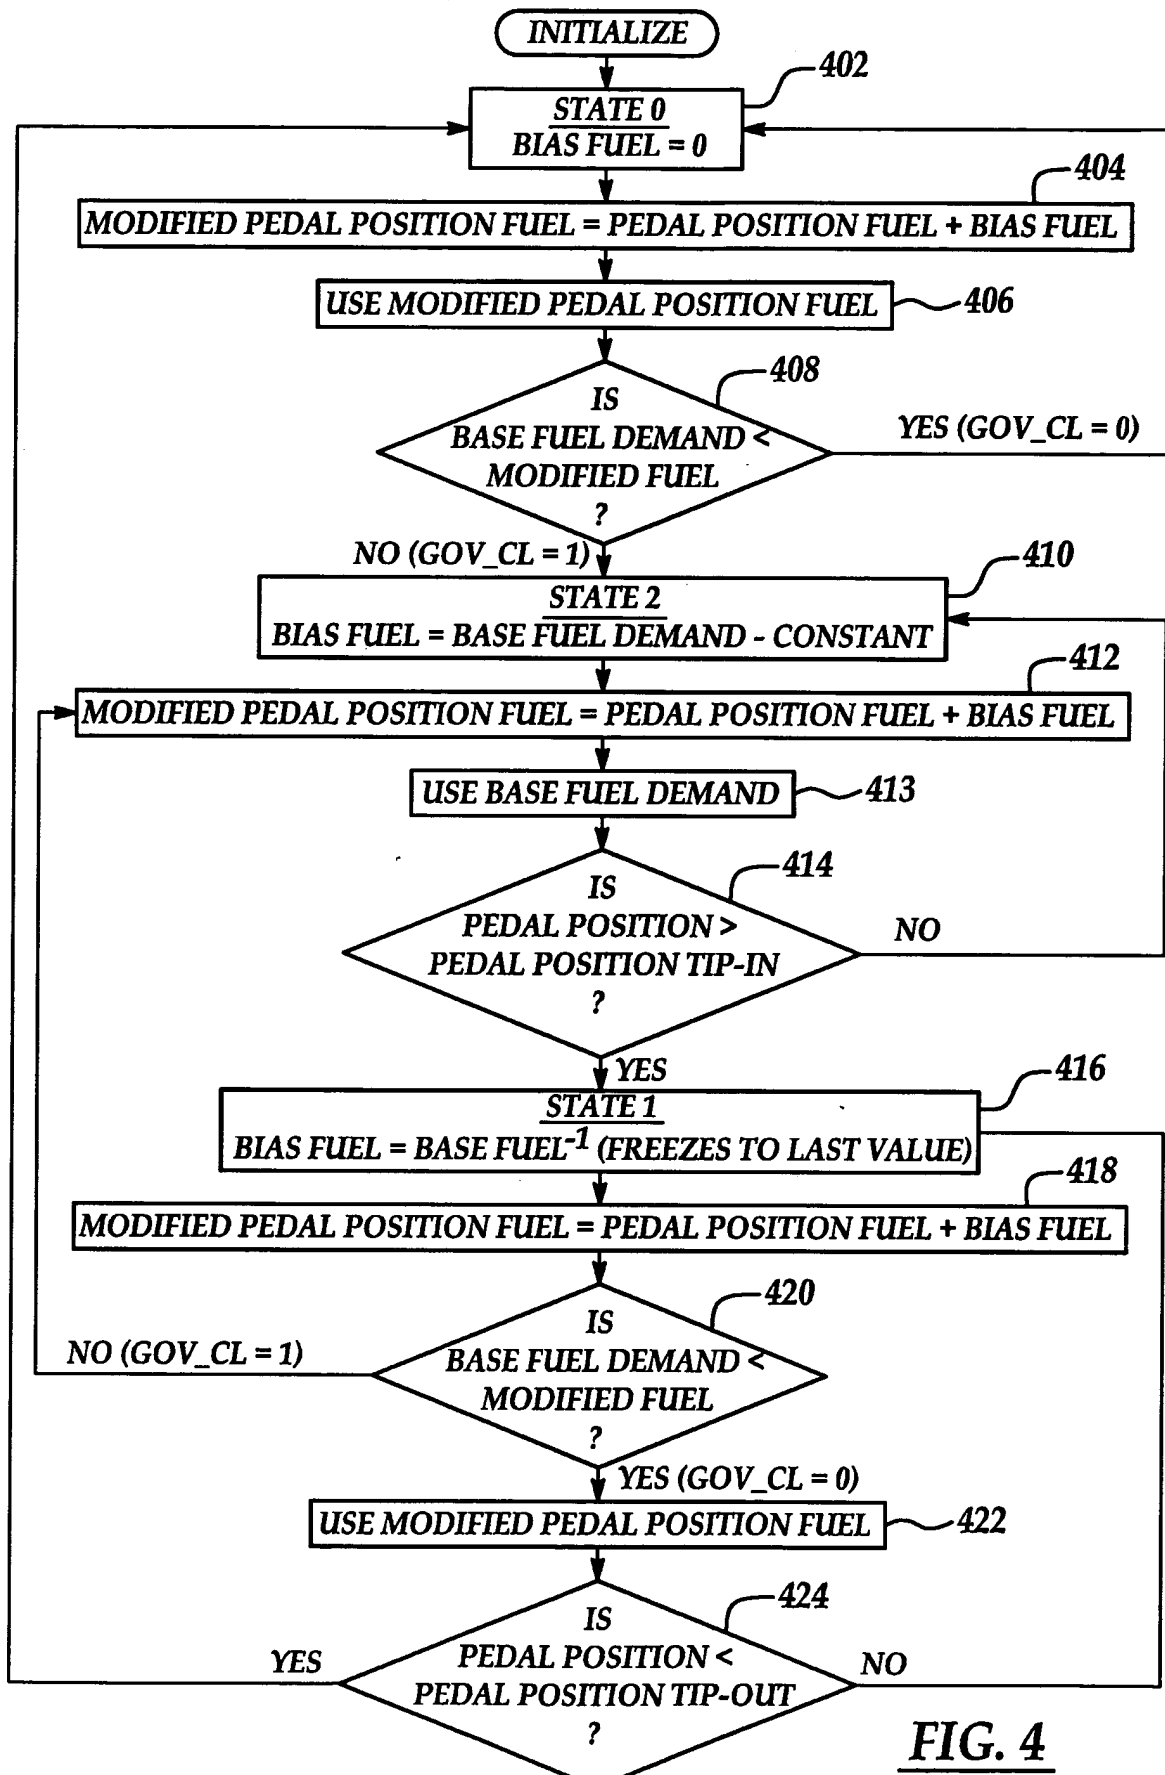 INITIALIZE
402
STATE 0
BIAS FUEL = 0
404
MODIFIED PEDAL POSITION FUEL = PEDAL POSITION FUEL + BIAS FUEL
USE MODIFIED PEDAL POSITION FUEL
406
408
IS
BASE FUEL DEMAND <
MODIFIED FUEL
?
YES (GOV_CL = 0)
NO (GOV_CL = 1)
410
STATE 2
BIAS FUEL = BASE FUEL DEMAND - CONSTANT
412
MODIFIED PEDAL POSITION FUEL = PEDAL POSITION FUEL + BIAS FUEL
USE BASE FUEL DEMAND
413
414
IS
PEDAL POSITION >
PEDAL POSITION TIP-IN
?
NO
YES
416
STATE 1
BIAS FUEL = BASE FUEL⁻¹ (FREEZES TO LAST VALUE)
418
MODIFIED PEDAL POSITION FUEL = PEDAL POSITION FUEL + BIAS FUEL
420
IS
BASE FUEL DEMAND <
MODIFIED FUEL
?
NO (GOV_CL = 1)
YES (GOV_CL = 0)
USE MODIFIED PEDAL POSITION FUEL
422
424
IS
PEDAL POSITION <
PEDAL POSITION TIP-OUT
?
YES
NO
FIG. 4